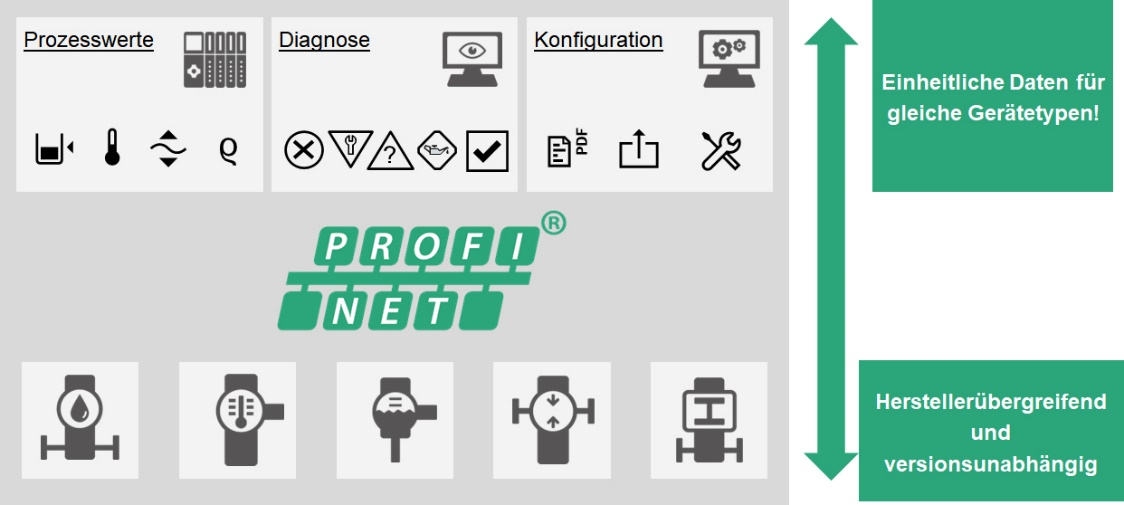 Prozesswerte
Diagnose
Konfiguration
Einheitliche Daten für
gleiche Gerätetypen!
ϱ
?
PDF
PROFI®
NET
Herstellerübergreifend
und
versionsunabhängig